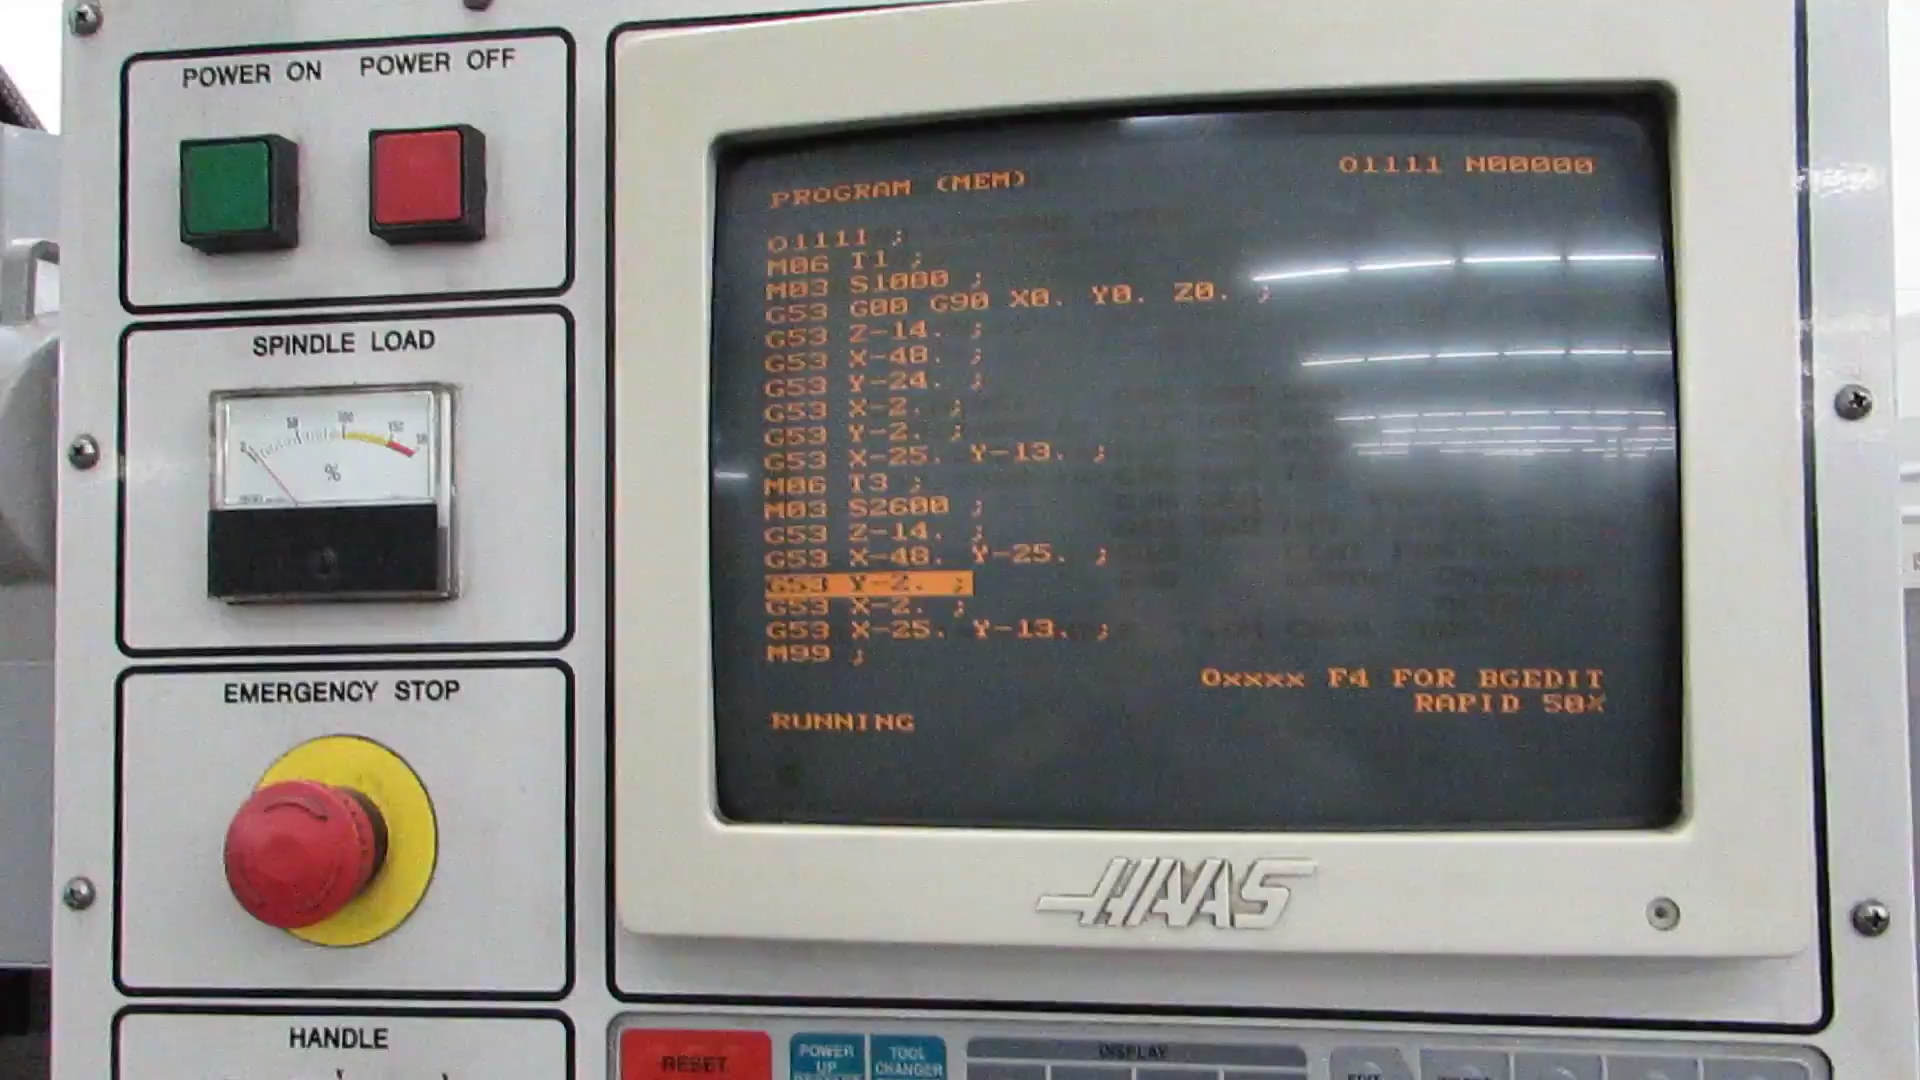 POWER ON POWER OFF
SPINDLE LOAD
50
100
150
%
EMERGENCY STOP
HANDLE
PROGRAM (MEM)
O1111 N00000
O1111 ;
M06 T1 ;
M03 S1000 ;
G53 G00 G90 X0. Y0. Z0. ;
G53 Z-14. ;
G53 X-48. ;
G53 Y-24. ;
G53 X-2. ;
G53 Y-2. ;
G53 X-25. Y-13. ;
M06 T3 ;
M03 S2600 ;
G53 Z-14. ;
G53 X-48. Y-25. ;
G53 Y-2. ;
G53 X-2. ;
G53 X-25. Y-13. ;
M99 ;
Oxxxx F4 FOR BGEDIT
RAPID 50%
RUNNING
HAAS
RESET
POWER
UP
TOOL
CHANGER
DISPLAY